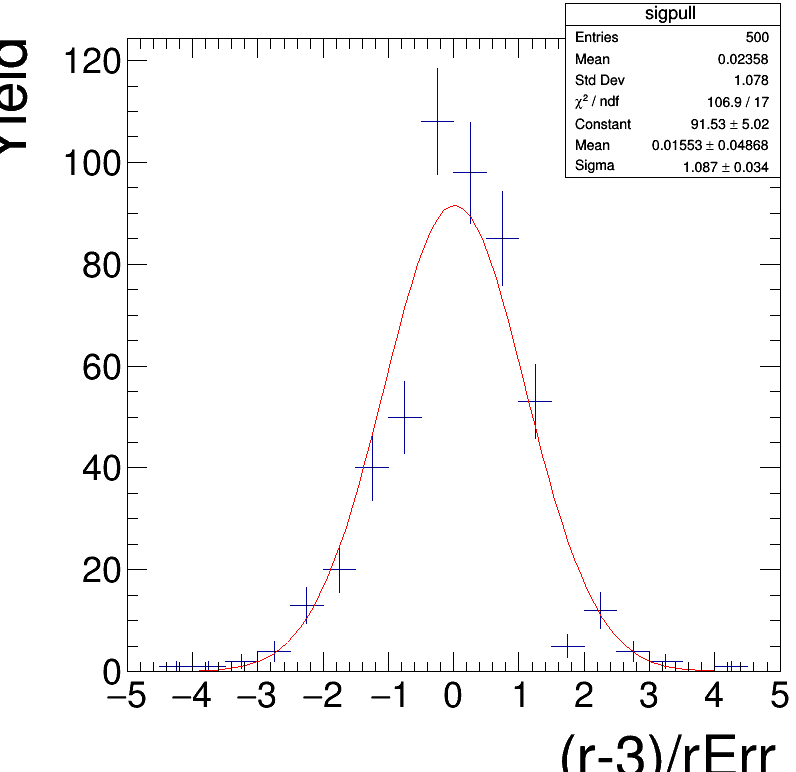 sigpull
Entries 500
Mean 0.02358
Std Dev 1.078
χ² / ndf 106.9 / 17
Constant 91.53 ± 5.02
Mean 0.01553 ± 0.04868
Sigma 1.087 ± 0.034
Yield
120
100
80
60
40
20
0
−5 −4 −3 −2 −1 0 1 2 3 4 5
(r-3)/rErr